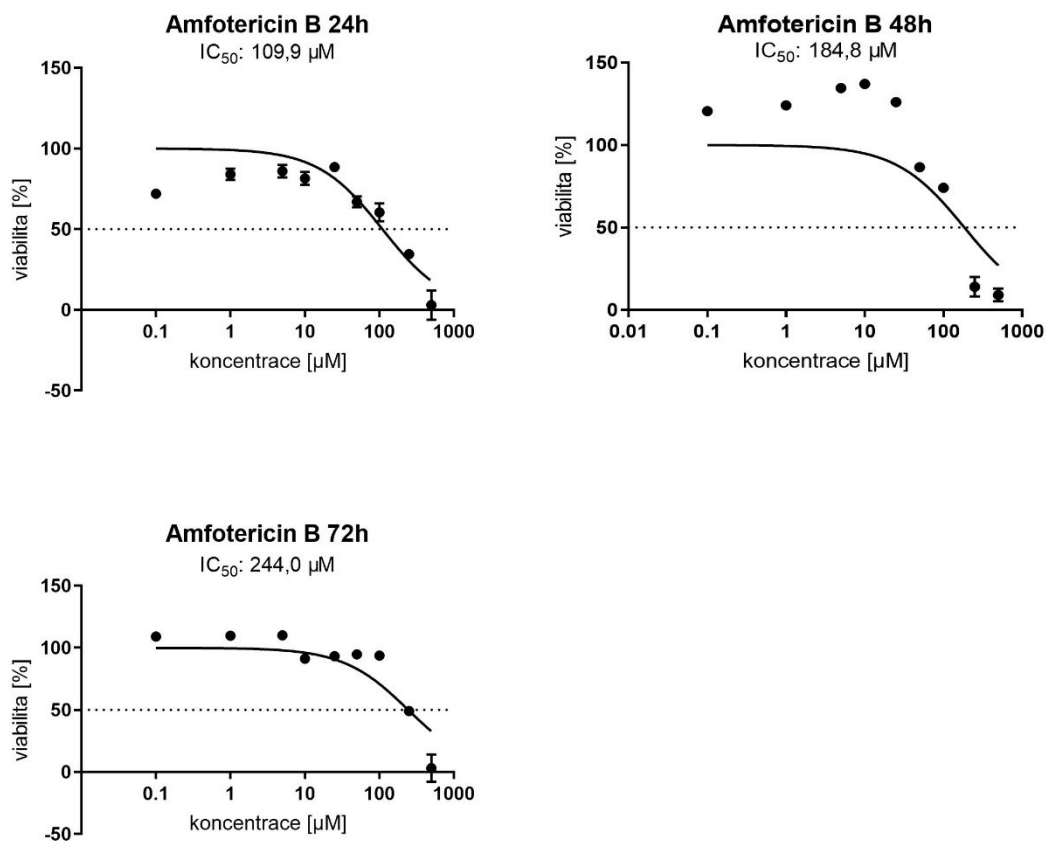 Amfotericin B 24h
IC50: 109,9 µM
150
100
50
0
-50
viabilita [%]
0.1 1 10 100 1000
koncentrace [µM]
Amfotericin B 48h
IC50: 184,8 µM
150
100
50
0
viabilita [%]
0.01 0.1 1 10 100 1000
koncentrace [µM]
Amfotericin B 72h
IC50: 244,0 µM
150
100
50
0
-50
viabilita [%]
0.1 1 10 100 1000
koncentrace [µM]